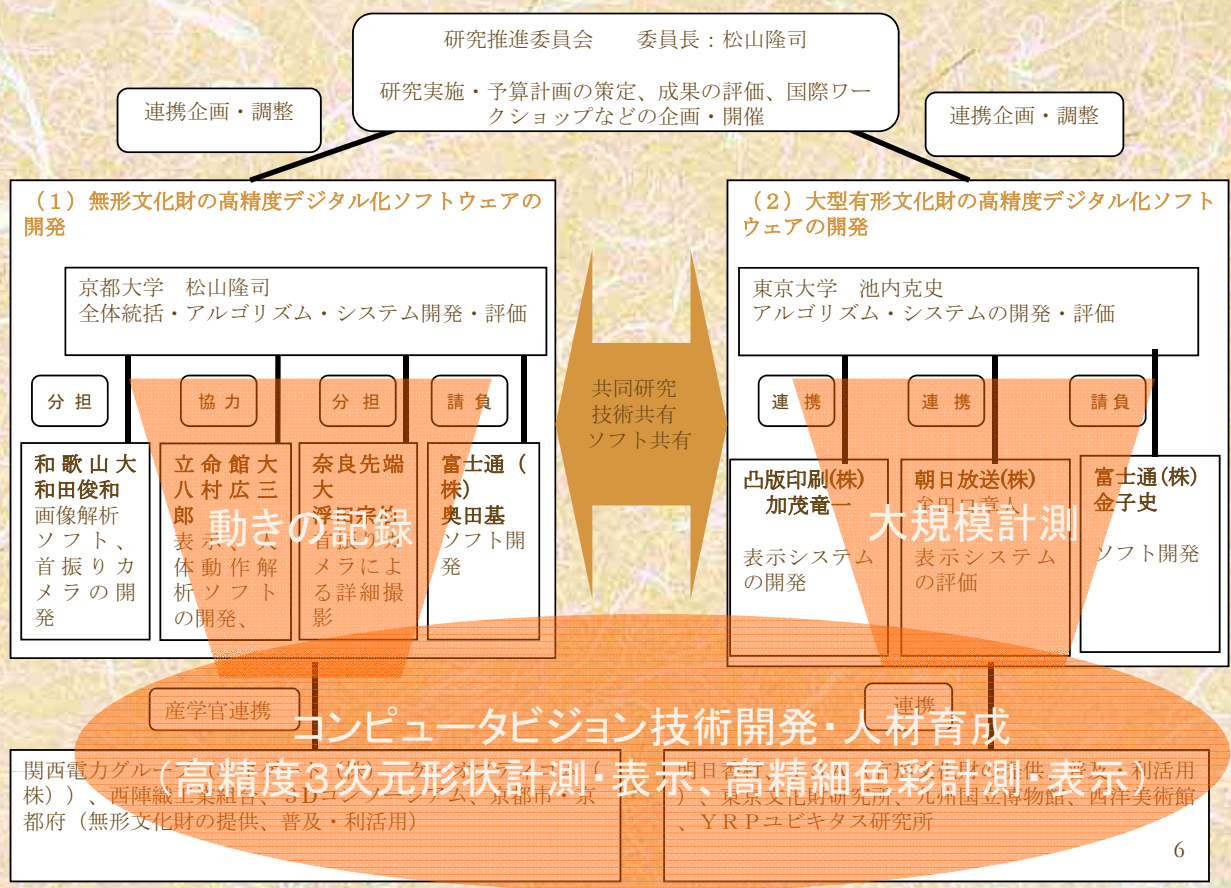 研究推進委員会　　委員長：松山隆司
研究実施・予算計画の策定、成果の評価、国際ワー
クショップなどの企画・開催
連携企画・調整
連携企画・調整
（１）無形文化財の高精度デジタル化ソフトウェアの
開発
京都大学　松山隆司
全体統括・アルゴリズム・システム開発・評価
分 担
協 力
分 担
請 負
和歌山大
和田俊和
画像解析
ソフト、
首振りカ
メラの開
発
立命館大
八村広三
郎
表示、人
体動作解
析ソフト
の開発、
奈良先端
大
首振りカ
メラによ
る詳細撮
影
富士通（
株）
奥田基
ソフト開
発
動きの記録
共同研究
技術共有
ソフト共有
（２）大型有形文化財の高精度デジタル化ソフト
ウェアの開発
東京大学　池内克史
アルゴリズム・システムの開発・評価
連 携
連 携
請負
凸版印刷(株)
加茂竜一
表示システム
の開発
朝日放送(株)
表示システム
の評価
富士通(株)
金子史
ソフト開発
大規模計測
産学官連携
連携
コンピュータビジョン技術開発・人材育成
（高精度３次元形状計測・表示、高精細色彩計測・表示）
関西電力グループ
株））、西陣織工業組合、３Ｄコンソーシアム、京都市・京
都府（無形文化財の提供、普及・利活用）
明日香村、
利活用
）、東京文化財研究所、九州国立博物館、西洋美術館
、ＹＲＰユビキタス研究所
6